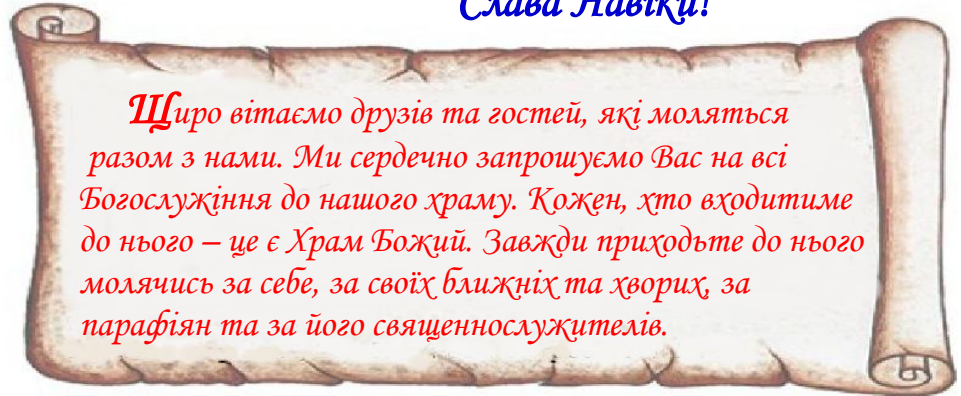 Слава Навіки!
Щиро вітаємо друзів та гостей, які моляться
разом з нами. Ми сердечно запрошуємо Вас на всі
Богослужіння до нашого храму. Кожен, хто входитиме
до нього – це є Храм Божий. Завжди приходьте до нього
молячись за себе, за своїх ближніх та хворих, за
парафіян та за його священнослужителів.